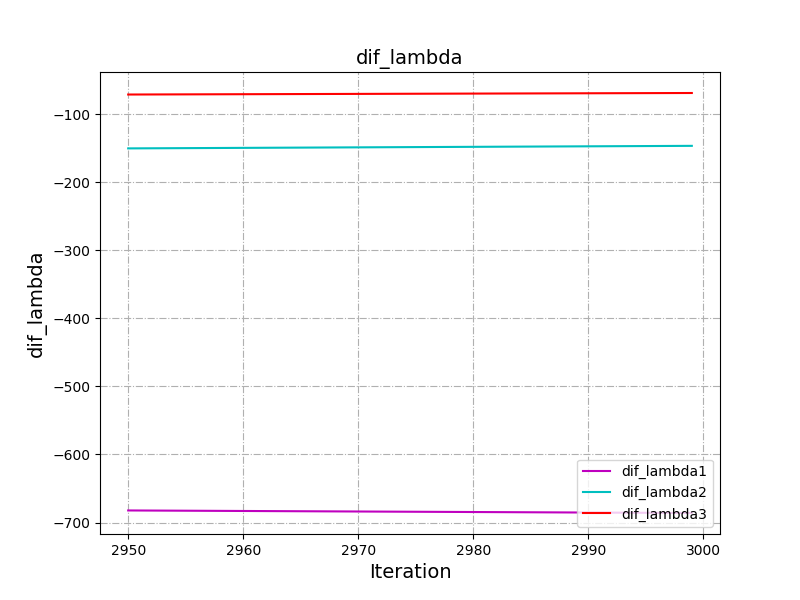 dif_lambda
dif_lambda
−100
−200
−300
−400
−500
−600
−700
2950
2960
2970
2980
2990
3000
Iteration
dif_lambda1
dif_lambda2
dif_lambda3